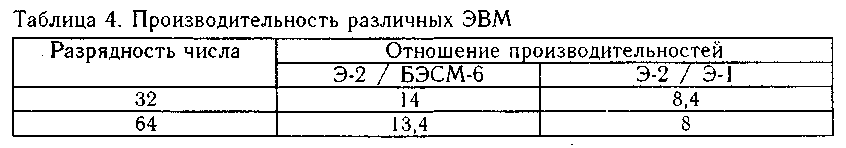 Таблица 4. Производительность различных ЭВМ
Разрядность числа Отношение производительностей
Э-2 / БЭСМ-6 Э-2 / Э-1
32 14 8,4
64 13,4 8